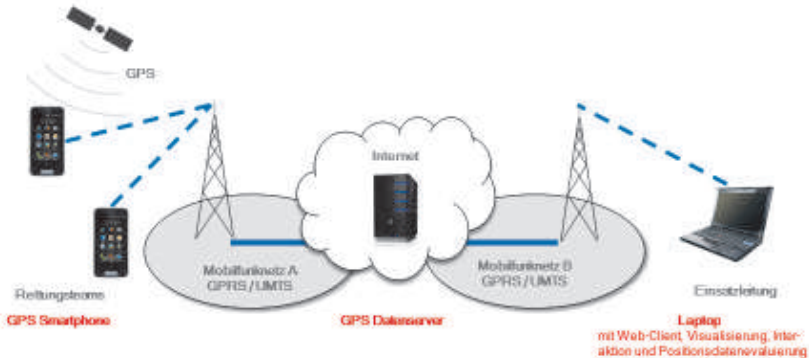 GPS
Internet
Mobilfunknetz A
GPRS / UMTS
Mobilfunknetz B
GPRS / UMTS
Rettungsteams
Einsatzleitung
GPS Smartphone
GPS Datenserver
Laptop
mit Web-Client, Visualisierung, Inter-
aktion und Positionsdatenevaluierung